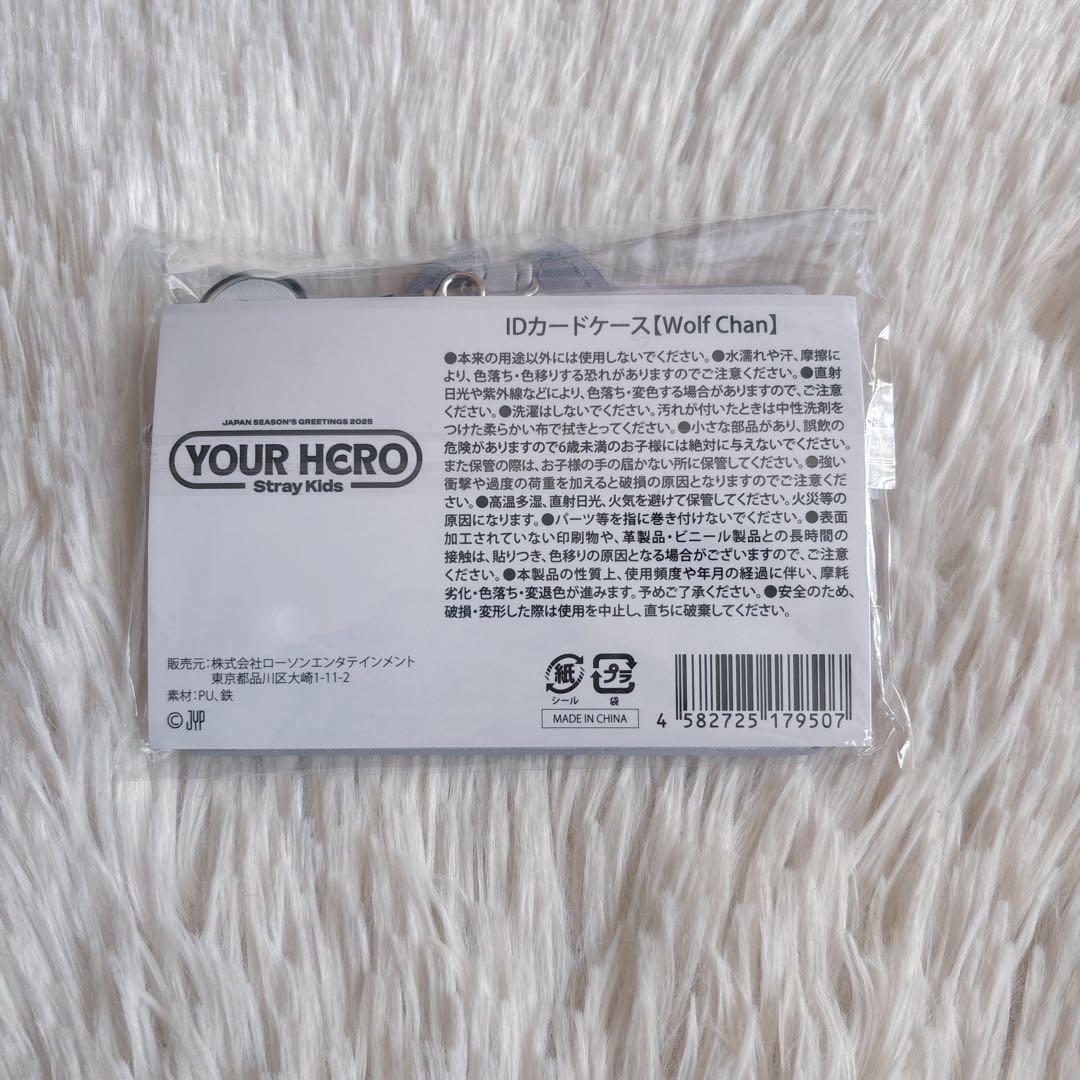 IDカードケース【Wolf Chan】
●本来の用途以外には使用しないでください。●水濡れや汗、摩擦に
より、色落ち・色移りする恐れがありますのでご注意ください。●直射
日光や紫外線などにより、色落ち・変色する場合がありますので、ご注意
ください。●洗濯はしないでください。汚れが付いたときは中性洗剤を
つけた柔らかい布で拭きとってください。●小さな部品があり、誤飲の
危険がありますので6歳未満のお子様には絶対に与えないでください。
また保管の際は、お子様の手の届かない所に保管してください。●強い
衝撃や過度の荷重を加えると破損の原因となりますのでご注意くだ
さい。●高温多湿、直射日光、火気を避けて保管してください。火災等の
原因になります。●パーツ等を指に巻き付けないでください。●表面
加工されていない印刷物や、革製品・ビニール製品との長時間の
接触は、貼りつき、色移りの原因となる場合がございますので、ご注意
ください。●本製品の性質上、使用頻度や年月の経過に伴い、摩耗
劣化・色落ち・変退色が進みます。予めご了承ください。●安全のため、
破損・変形した際は使用を中止し、直ちに破棄してください。
JAPAN SEASON'S GREETINGS 2025
YOUR HERO
Stray Kids
販売元：株式会社ローソンエンタテインメント
東京都品川区大崎1-11-2
素材：PU、鉄
© JYP
紙
シール
プラ
袋
MADE IN CHINA
4 582725 179507